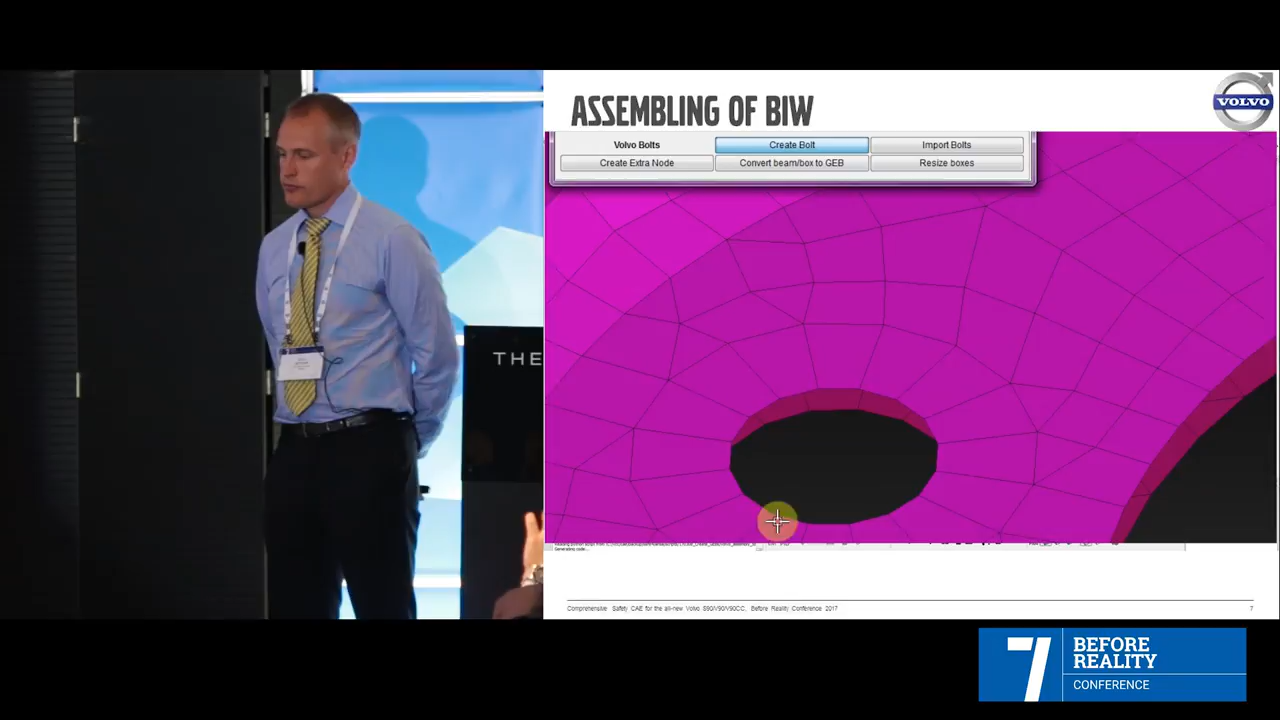 ASSEMBLING OF BIW
VOLVO
Volvo Bolts
Create Bolt
Import Bolts
Create Extra Node
Convert beam/box to GEB
Resize boxes
THE
Comprehensive Safety CAE for the all-new Volvo S90/V90/V90CC, Before Reality Conference 2017
7
7
BEFORE
REALITY
CONFERENCE